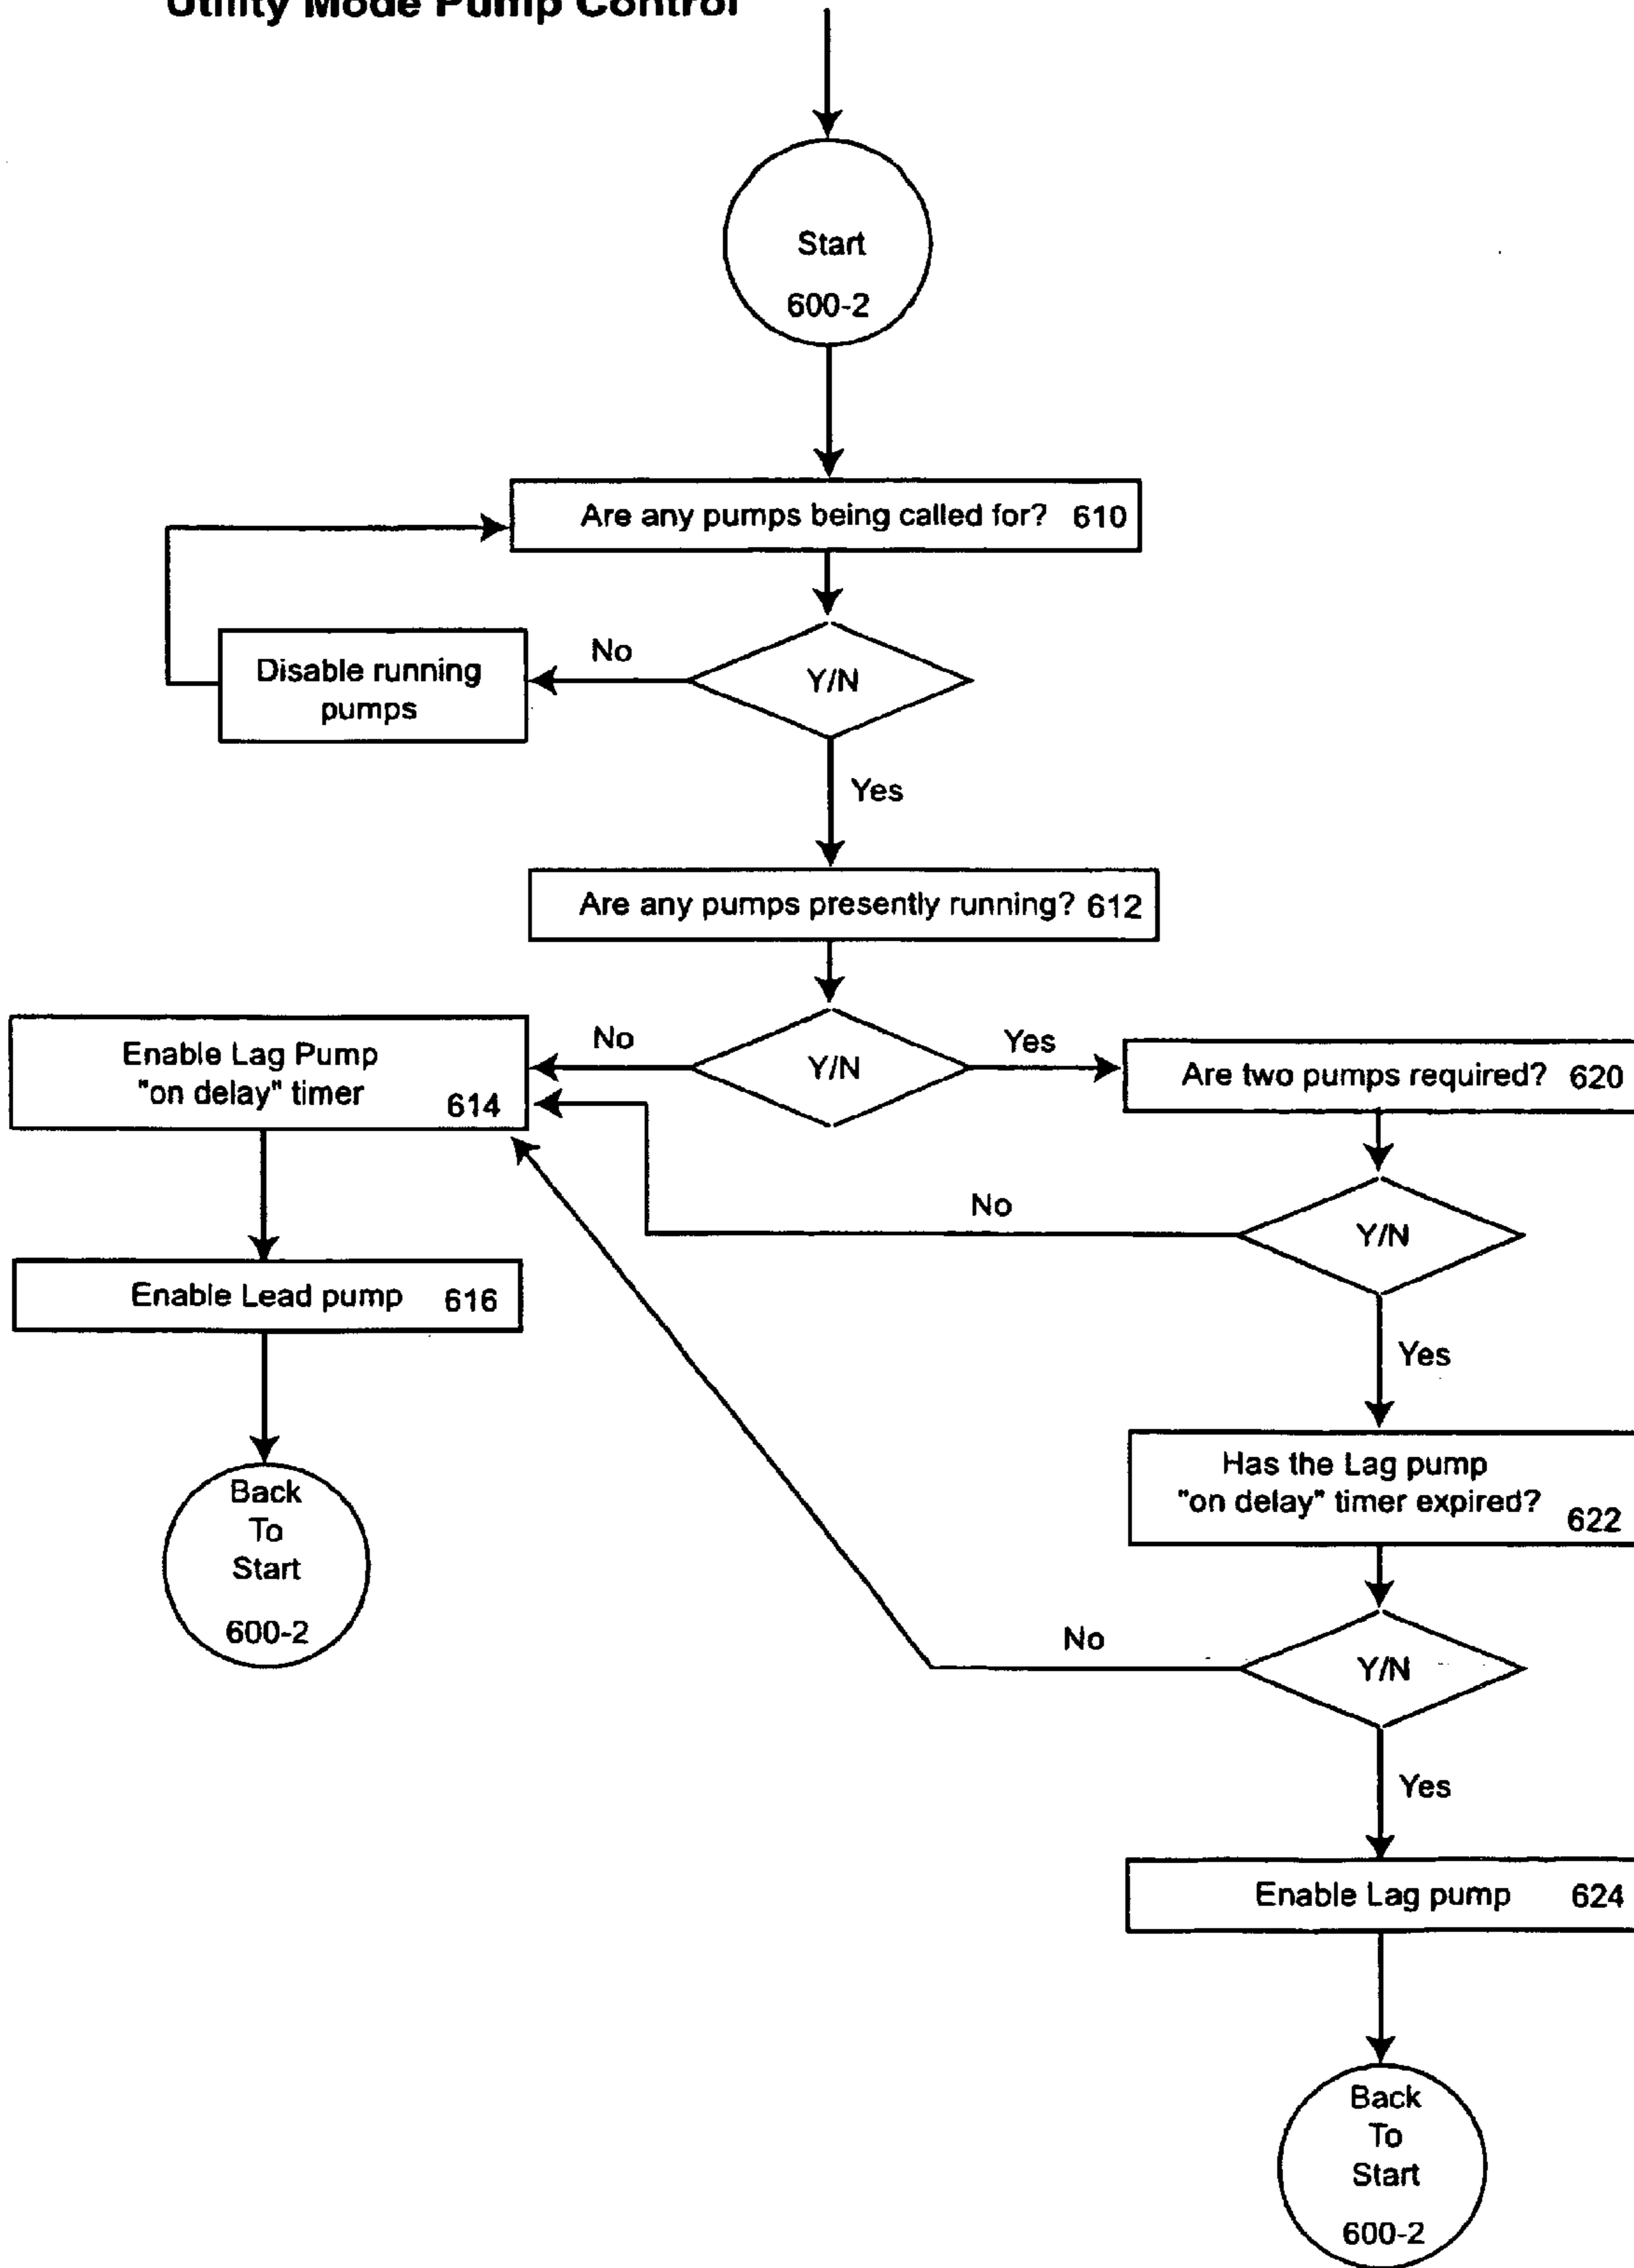 Utility Mode Pump Control
Start
600-2
Are any pumps being called for? 610
No
Y/N
Disable running
pumps
Yes
Are any pumps presently running? 612
Enable Lag Pump
"on delay" timer
614
No
Y/N
Yes
Are two pumps required? 620
No
Y/N
Enable Lead pump 616
Yes
Back
To
Start
600-2
Has the Lag pump
"on delay" timer expired?
622
No
Y/N
Yes
Enable Lag pump 624
Back
To
Start
600-2